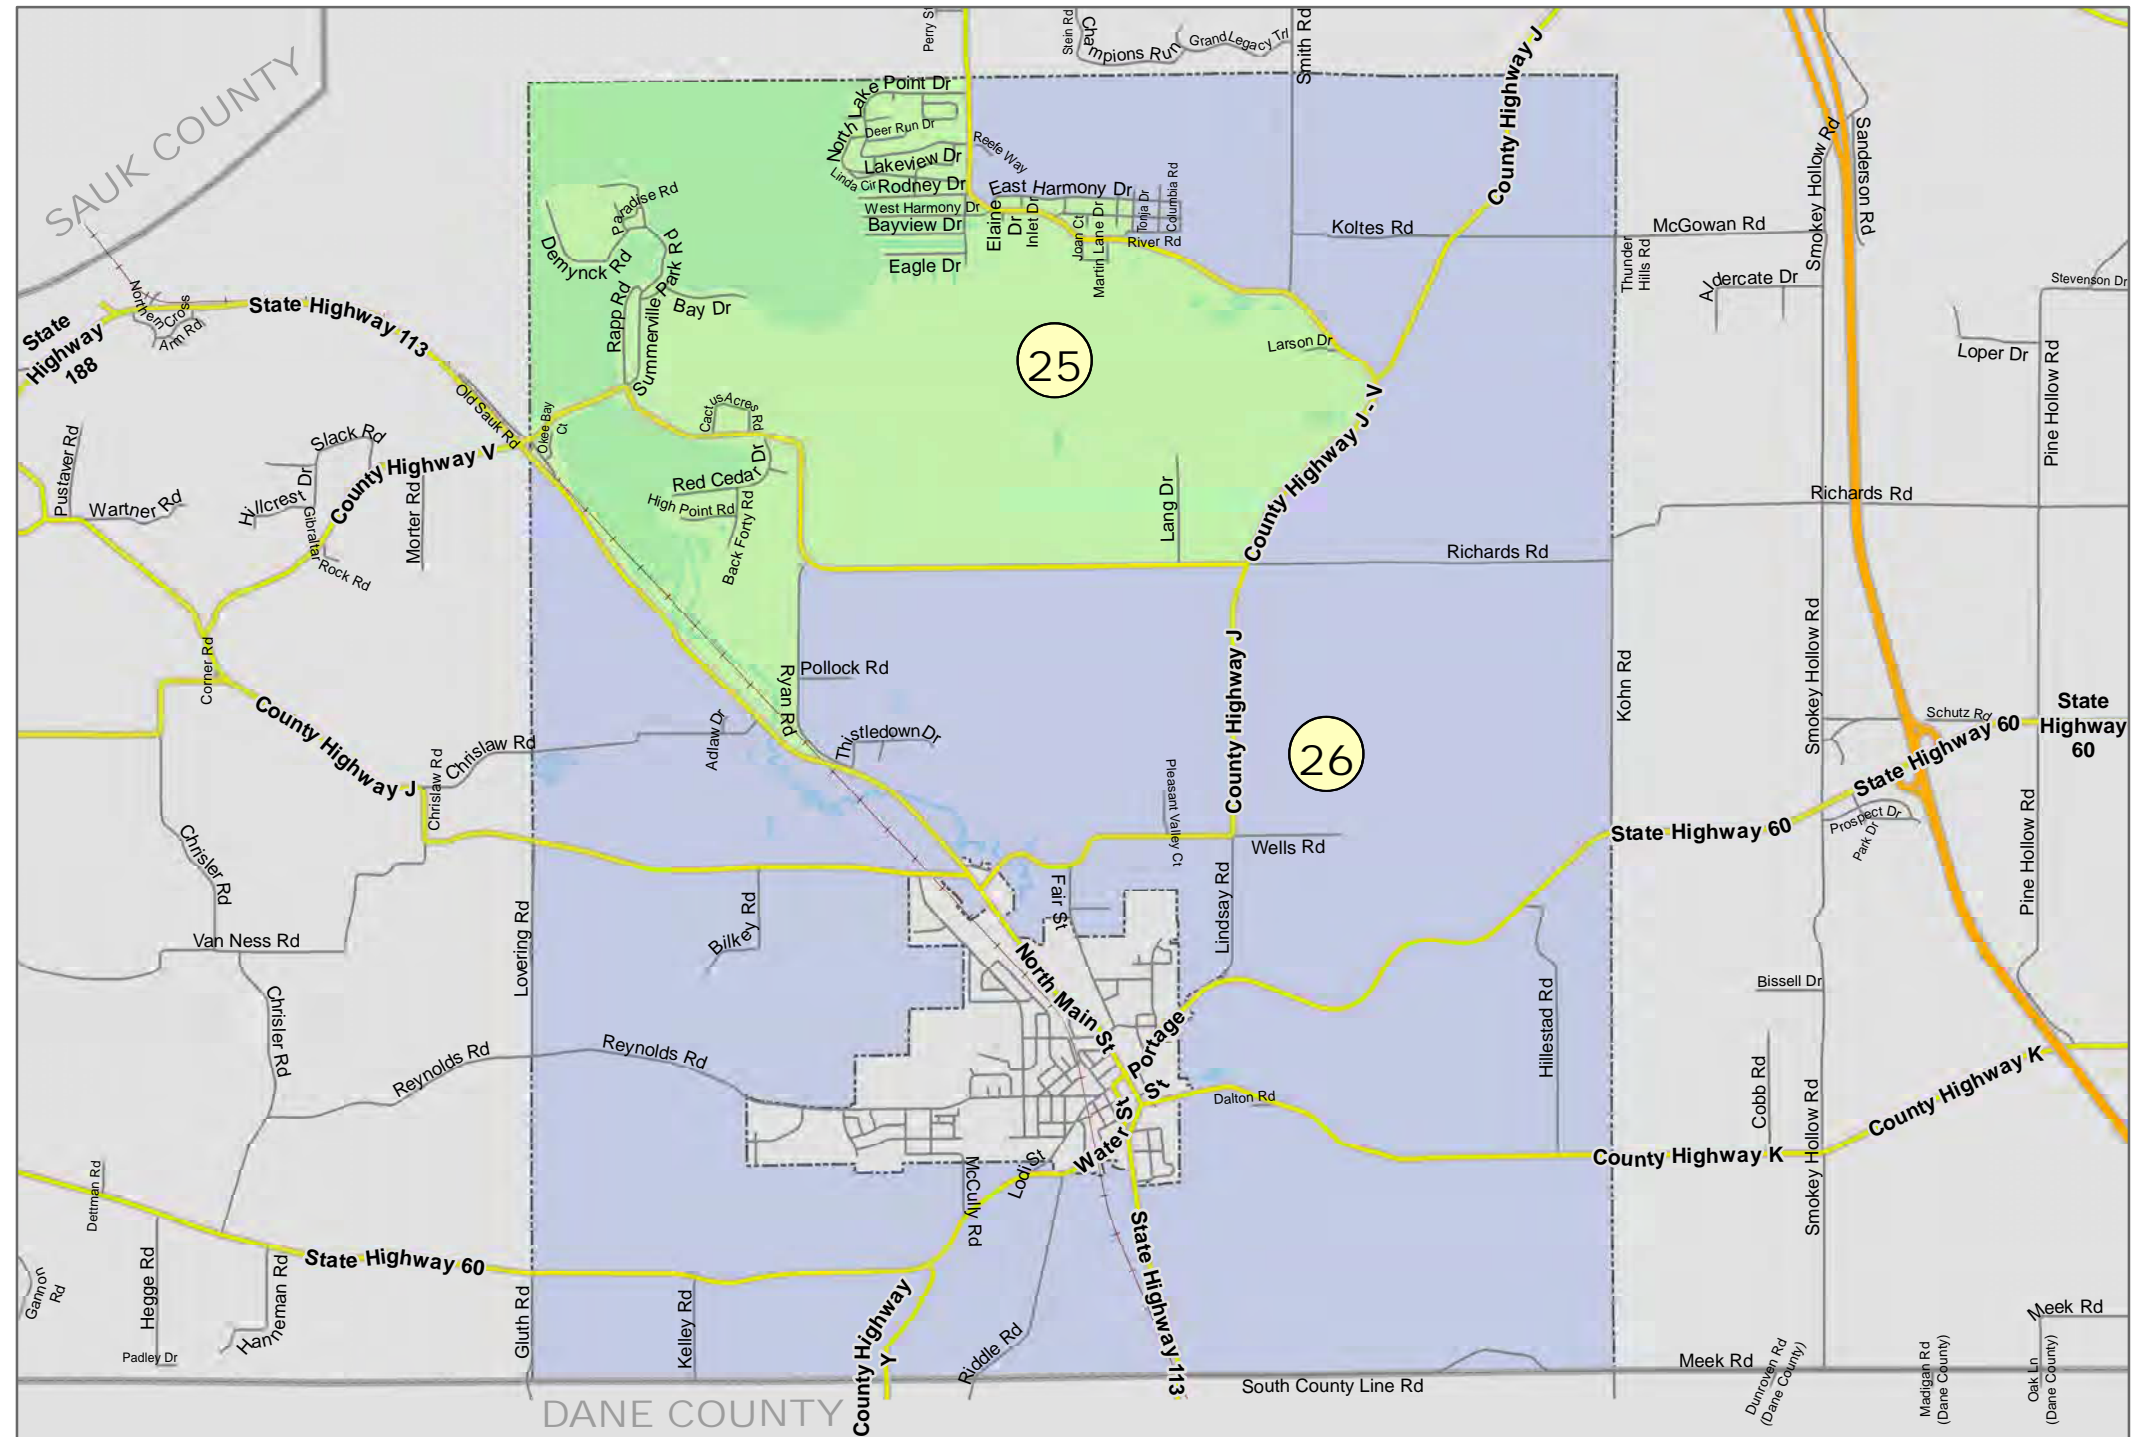 Perry St
Stein Rd
Champions Run
Grand Legacy Trl
Smith Rd
County Highway J
SAUK COUNTY
North Lake Point Dr
Deer Run Dr
Lakeview Dr
Linda Cir
Rodney Dr
Reefe Way
East Harmony Dr
West Harmony Dr
Bayview Dr
Eagle Dr
Elaine
Dr
Inlet Dr
Joan Ct
Martin Lane Dr
Tonja Dr
Columbia Rd
River Rd
Koltes Rd
McGowan Rd
Thunder
Hills Rd
Smokey Hollow Rd
Sanderson Rd
Aldercate Dr
Stevenson Dr
Loper Dr
Pine Hollow Rd
Paradise Rd
Demynck Rd
Park Rd
Rapp Rd
Summerville
Bay Dr
Northern Cross
Arm Rd
State
Highway
188
State Highway 113
Old Sauk Rd
Okee Bay
Ct
25
Larson Dr
County Highway J - V
Cactus Acres Rd
Red Cedar Dr
High Point Rd
Back Forty Rd
Lang Dr
Richards Rd
Richards Rd
Pustaver Rd
Wartner Rd
Slack Rd
Hillcrest Dr
County Highway V
Gibraltar
Rock Rd
Morter Rd
Corner Rd
County Highway J
Chrislaw Rd
Chrislaw Rd
Adlaw Dr
Ryan Rd
Pollock Rd
Thistledown Dr
County Highway J
26
Kohn Rd
Smokey Hollow Rd
Schutz Rd
State Highway 60
State
Highway
60
State Highway 60
Prospect Dr
Park Dr
Pine Hollow Rd
Pleasant Valley Ct
Wells Rd
Lindsay Rd
Fair St
Chrisler Rd
Van Ness Rd
Lovering Rd
Bilkey Rd
Chrisler Rd
Reynolds Rd
Reynolds Rd
North Main St
Portage
St
Water St
Lodi St
McCully Rd
Dalton Rd
Hillestad Rd
Bissell Dr
Cobb Rd
Smokey Hollow Rd
County Highway K
County Highway K
Dettman Rd
Hegge Rd
Gannon
Rd
Padley Dr
Hanneman Rd
State Highway 60
Gluth Rd
Kelley Rd
County Highway
Y
Riddle Rd
State Highway 113
South County Line Rd
Meek Rd
Meek Rd
Dunroven Rd
(Dane County)
Madigan Rd
(Dane County)
Oak Ln
(Dane County)
DANE COUNTY